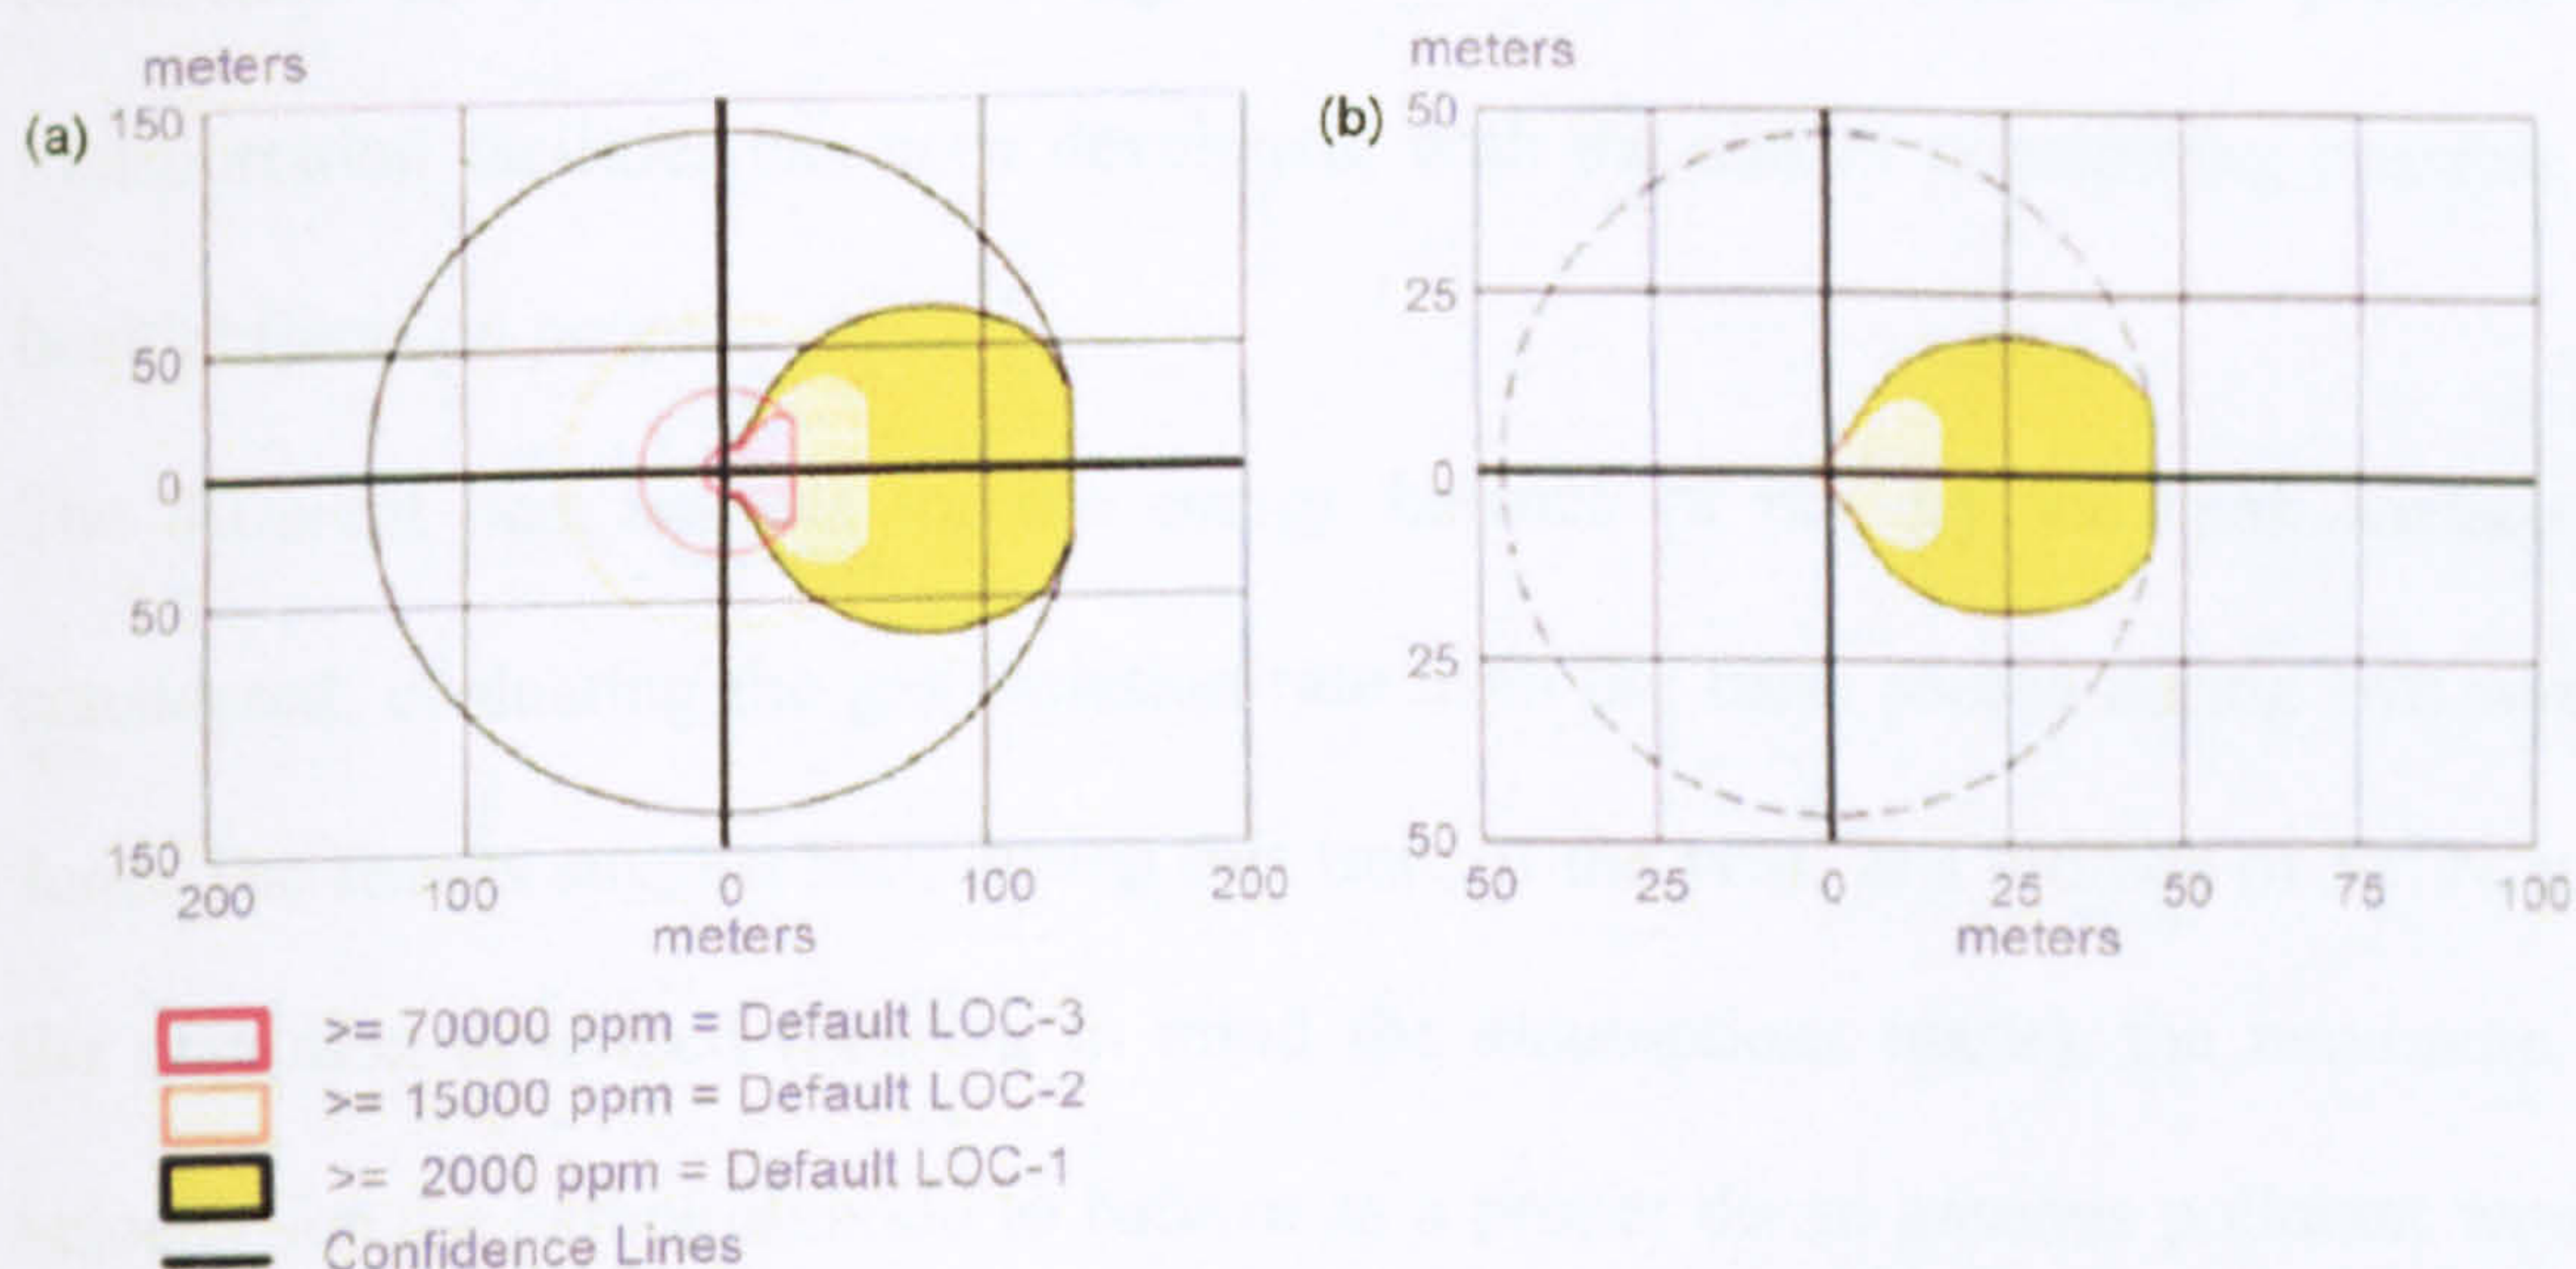 meters
(a)
150
50
0
50
150
200 100 0 100 200
meters
meters
(b)
50
25
0
25
50
50 25 0 25 50 75 100
meters
>= 70000 ppm = Default LOC-3
>= 15000 ppm = Default LOC-2
>= 2000 ppm = Default LOC-1
Confidence Lines